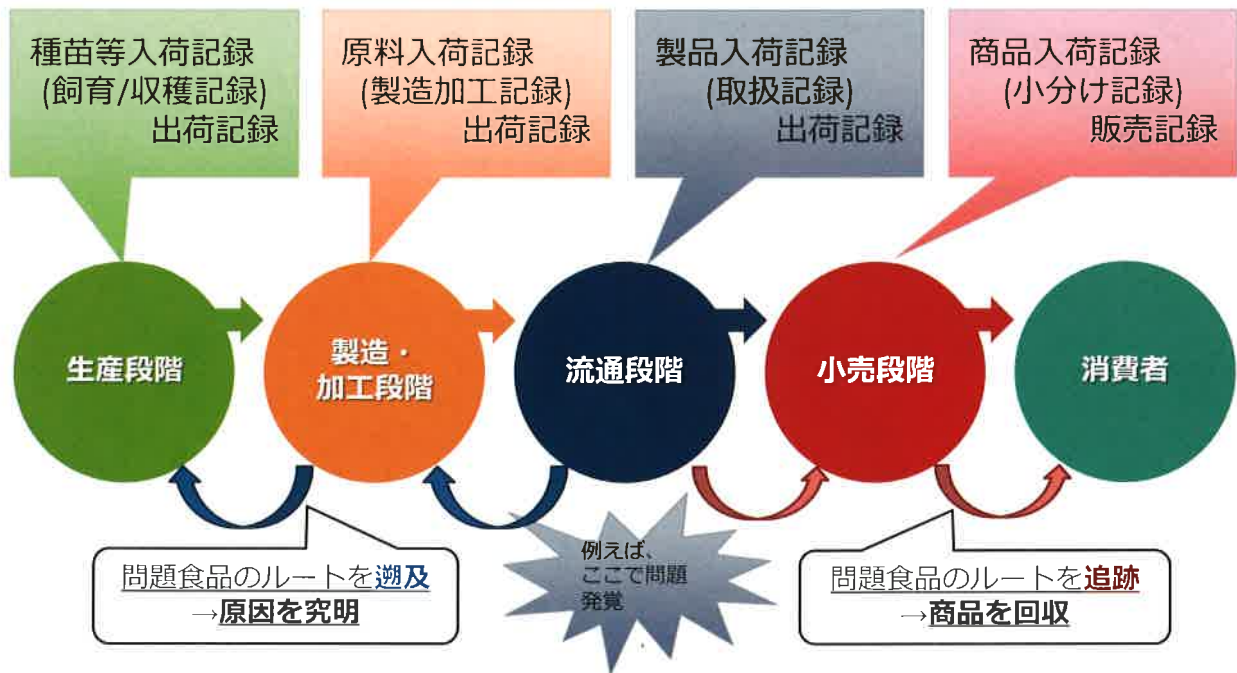 種苗等入荷記録
(飼育/収穫記録)
出荷記録
原料入荷記録
(製造加工記録)
出荷記録
製品入荷記録
(取扱記録)
出荷記録
商品入荷記録
(小分け記録)
販売記録
生産段階
製造・
加工段階
流通段階
小売段階
消費者
問題食品のルートを遡及
→原因を究明
例えば、
ここで問題
発覚
問題食品のルートを追跡
→商品を回収